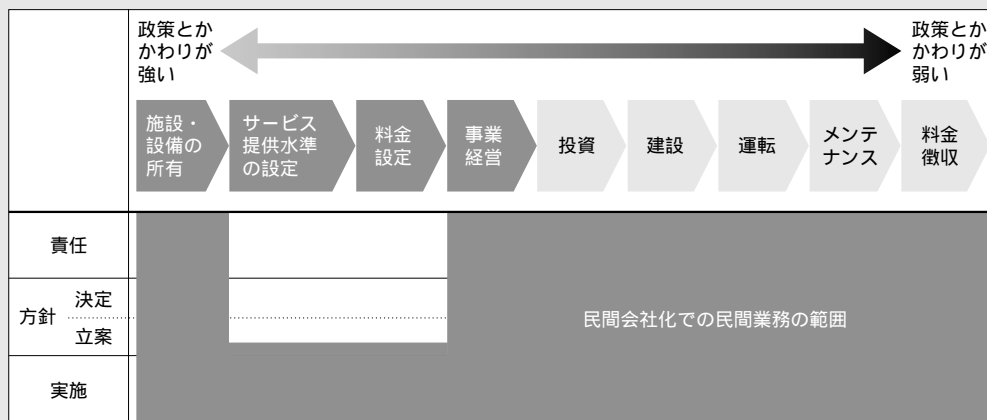 政策とか
かわりが
強い
政策とか
かわりが
弱い
施設・
設備の
所有
サービス
提供水準
の設定
料金
設定
事業
経営
投資
建設
運転
メンテ
ナンス
料金
徴収
責任
方針
決定
立案
実施
民間会社化での民間業務の範囲